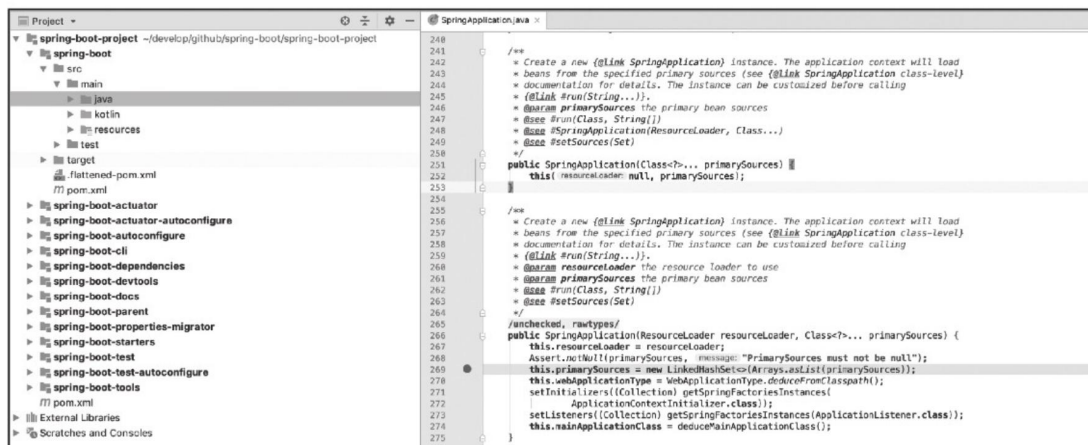 Project
spring-boot-project ~/develop/github/spring-boot/spring-boot-project
spring-boot
src
main
java
kotlin
resources
test
target
.flattened-pom.xml
m pom.xml
spring-boot-actuator
spring-boot-actuator-autoconfigure
spring-boot-autoconfigure
spring-boot-cli
spring-boot-dependencies
spring-boot-devtools
spring-boot-docs
spring-boot-parent
spring-boot-properties-migrator
spring-boot-starters
spring-boot-test
spring-boot-test-autoconfigure
spring-boot-tools
m pom.xml
External Libraries
Scratches and Consoles
SpringApplication.java
240
241 /**
242 * Create a new {@link SpringApplication} instance. The application context will load
243 * beans from the specified primary sources (see {@link SpringApplication class-level}
244 * documentation for details. The instance can be customized before calling
245 * {@link #run(String...)}.
246 * @param primarySources the primary bean sources
247 * @see #run(Class, String[])
248 * @see #SpringApplication(ResourceLoader, Class...)
249 * @see #setSources(Set)
250 */
251 public SpringApplication(Class<?>... primarySources) {
252 this( resourceLoader: null, primarySources);
253 }
254
255 /**
256 * Create a new {@link SpringApplication} instance. The application context will load
257 * beans from the specified primary sources (see {@link SpringApplication class-level}
258 * documentation for details. The instance can be customized before calling
259 * {@link #run(String...)}.
260 * @param resourceLoader the resource loader to use
261 * @param primarySources the primary bean sources
262 * @see #run(Class, String[])
263 * @see #setSources(Set)
264 */
265 /unchecked, rawtypes/
266 public SpringApplication(ResourceLoader resourceLoader, Class<?>... primarySources) {
267 this.resourceLoader = resourceLoader;
268 Assert.notNull(primarySources, message: "PrimarySources must not be null");
269 this.primarySources = new LinkedHashSet<>(Arrays.asList(primarySources));
270 this.webApplicationType = WebApplicationType.deduceFromClasspath();
271 setInitializers((Collection) getSpringFactoriesInstances(
272 ApplicationContextInitializer.class));
273 setListeners((Collection) getSpringFactoriesInstances(ApplicationListener.class));
274 this.mainApplicationClass = deduceMainApplicationClass();
275 }